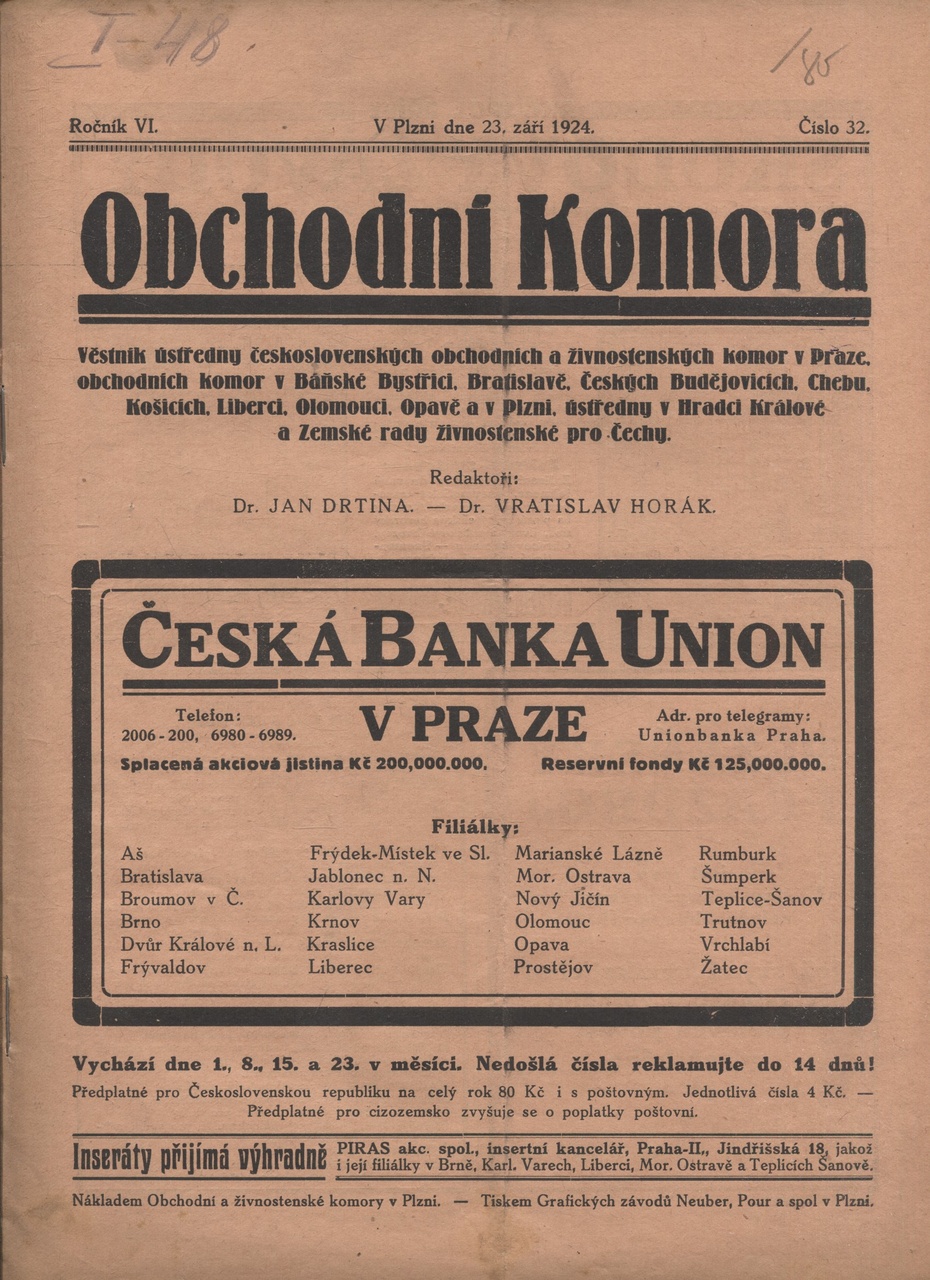 I-48
/80
Ročník VI. V Plzni dne 23. září 1924. Číslo 32.
Obchodní Komora
Věstník ústředny československých obchodních a živnostenských komor v Praze,
obchodních komor v Báňské Bystřici, Bratislavě, Českých Budějovicích, Chebu,
Košicích, Liberci, Olomouci, Opavě a v Plzni, ústředny v Hradci Králové
a Zemské rady živnostenské pro Čechy.
Redaktoři:
Dr. JAN DRTINA. — Dr. VRATISLAV HORÁK.
ČESKÁ BANKA UNION
V PRAZE
Telefon:
2006-200, 6980-6989.
Adr. pro telegramy:
Unionbanka Praha.
Splacená akciová jistina Kč 200,000.000. Reservní fondy Kč 125,000.000.
Filiálky:
Aš Frýdek-Místek ve Sl. Marianské Lázně Rumburk
Bratislava Jablonec n. N. Mor. Ostrava Šumperk
Broumov v Č. Karlovy Vary Nový Jičín Teplice-Šanov
Brno Krnov Olomouc Trutnov
Dvůr Králové n. L. Kraslice Opava Vrchlabí
Frývaldov Liberec Prostějov Žatec
Vychází dne 1., 8., 15. a 23. v měsíci. Nedošlá čísla reklamujte do 14 dnů!
Předplatné pro Československou republiku na celý rok 80 Kč i s poštovným. Jednotlivá čísla 4 Kč. —
Předplatné pro cizozemsko zvyšuje se o poplatky poštovní.
Inseráty přijímá výhradně
PIRAS akc. spol., insertní kancelář, Praha-II., Jindřišská 18, jakož
i její filiálky v Brně, Karl. Varech, Liberci, Mor. Ostravě a Teplicích Šanově.
Nákladem Obchodní a živnostenské komory v Plzni. — Tiskem Grafických závodů Neuber, Pour a spol v Plzni.